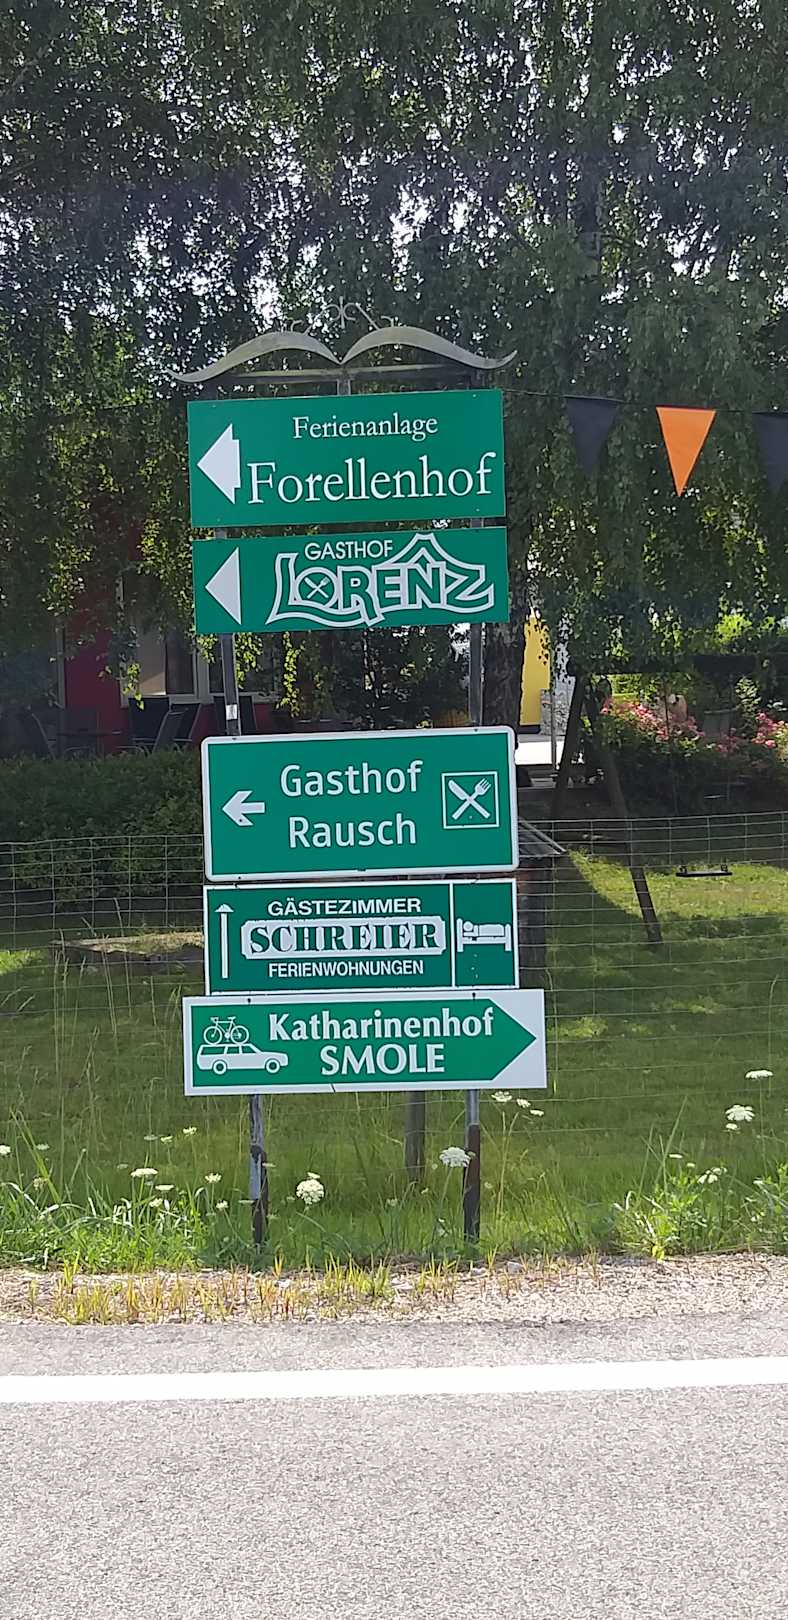 Ferienanlage
Forellenhof
GASTHOF
LORENZ
Gasthof
Rausch
GÄSTEZIMMER
SCHREIER
FERIENWOHNUNGEN
Katharinenhof
SMOLE